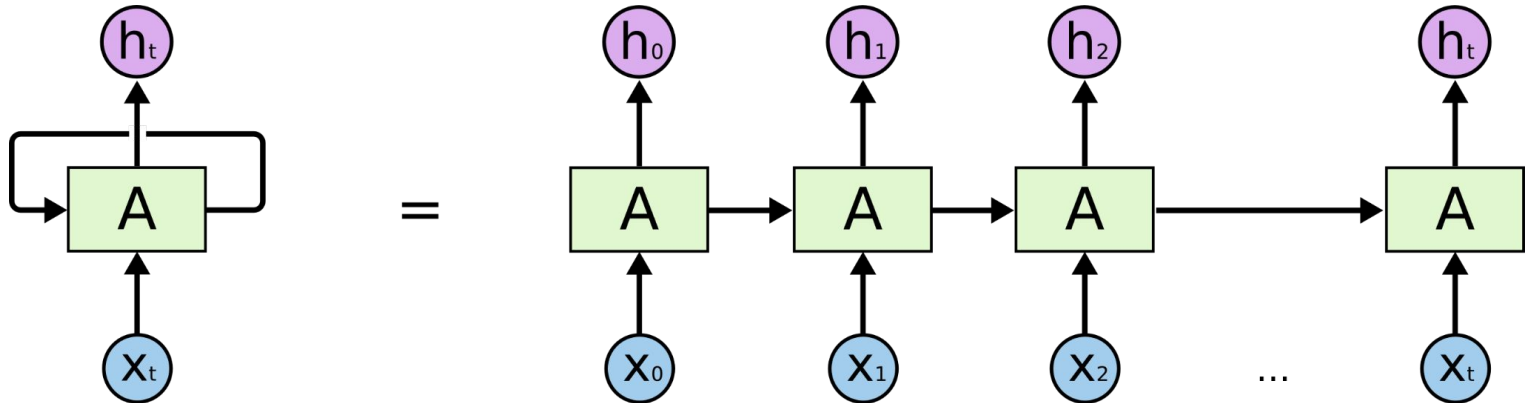 hₜ h₀ h₁ h₂ hₜ
A = A A A A
xₜ x₀ x₁ x₂ ... xₜ